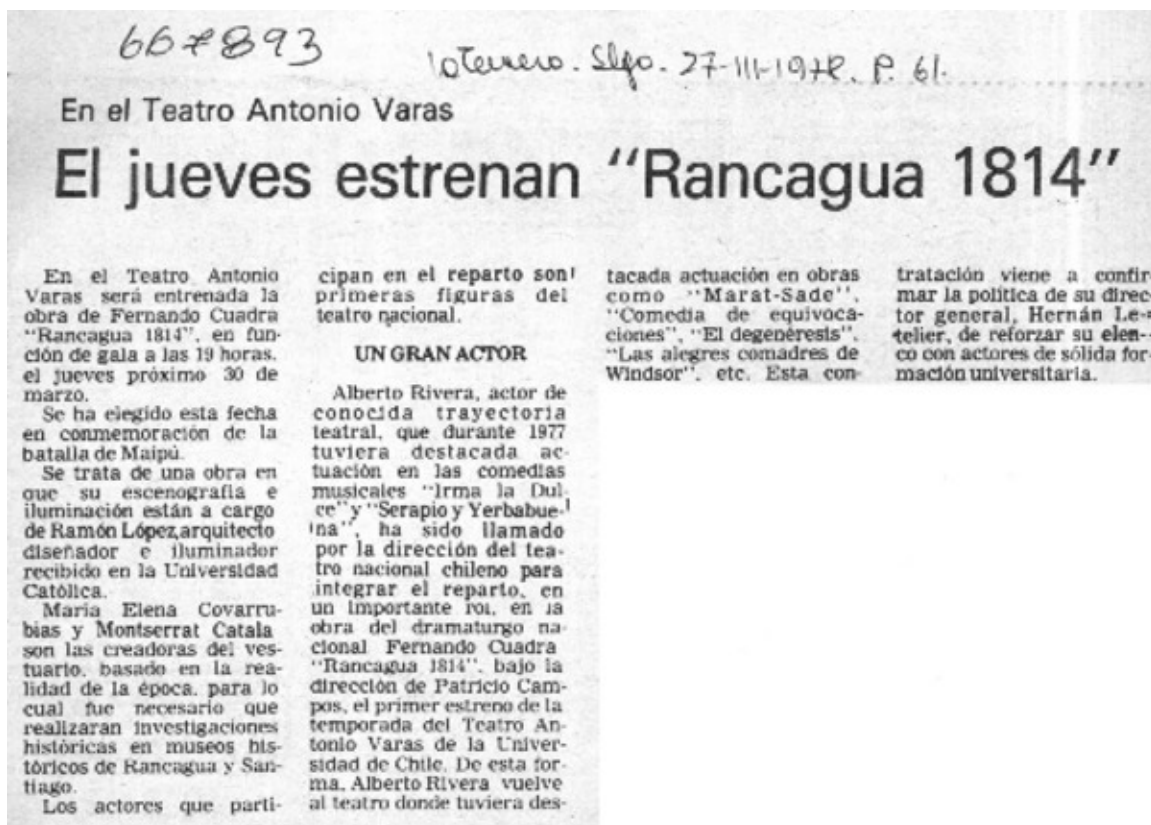 667893
La Tercera. Stgo. 27-III-1978. P. 61.
En el Teatro Antonio Varas
El jueves estrenan "Rancagua 1814"
En el Teatro Antonio
Varas será entrenada la
obra de Fernando Cuadra
"Rancagua 1814", en fun-
ción de gala a las 19 horas,
el jueves próximo 30 de
marzo.
Se ha elegido esta fecha
en conmemoración de la
batalla de Maipú.
Se trata de una obra en
que su escenografía e
iluminación están a cargo
de Ramón López, arquitecto
diseñador e iluminador
recibido en la Universidad
Católica.
María Elena Covarru-
bias y Montserrat Catala
son las creadoras del ves-
tuario, basado en la rea-
lidad de la época, para lo
cual fue necesario que
realizaran investigaciones
históricas en museos his-
tóricos de Rancagua y San-
tiago.
Los actores que parti-
cipan en el reparto son
primeras figuras del
teatro nacional.
UN GRAN ACTOR
Alberto Rivera, actor de
conocida trayectoria
teatral, que durante 1977
tuviera destacada ac-
tuación en las comedias
musicales "Irma la Dul-
ce" y "Serapio y Yerbabue-
na", ha sido llamado
por la dirección del tea-
tro nacional chileno para
integrar el reparto, en
un importante rol, en la
obra del dramaturgo na-
cional Fernando Cuadra
"Rancagua 1814", bajo la
dirección de Patricio Cam-
pos, el primer estreno de la
temporada del Teatro An-
tonio Varas de la Univer-
sidad de Chile. De esta for-
ma, Alberto Rivera vuelve
al teatro donde tuviera des-
tacada actuación en obras
como "Marat-Sade",
"Comedia de equivoca-
ciones", "El degenéresis",
"Las alegres comadres de
Windsor", etc. Esta con-
tratación viene a confir-
mar la política de su direc-
tor general, Hernán Le-
telier, de reforzar su elen-
co con actores de sólida for-
mación universitaria.